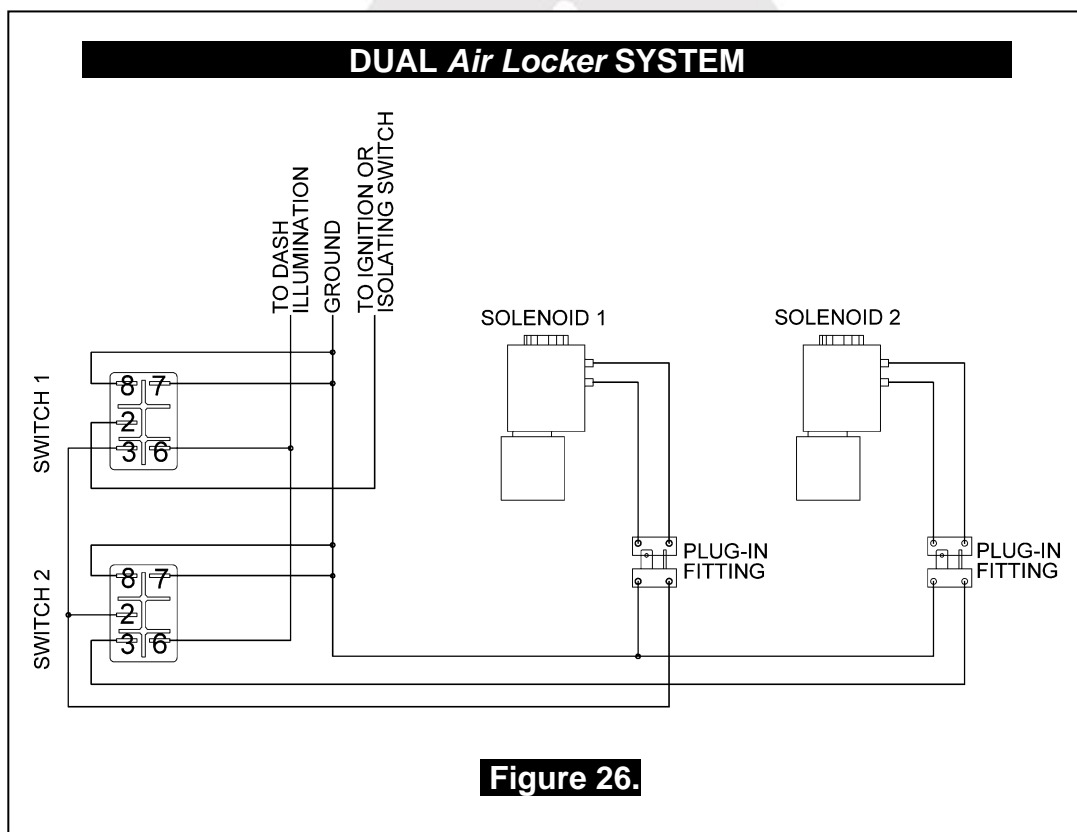 DUAL Air Locker SYSTEM
TO DASH
ILLUMINATION
GROUND
TO IGNITION OR
ISOLATING SWITCH
SOLENOID 1
SOLENOID 2
SWITCH 1
8 7
2
3 6
PLUG-IN
FITTING
PLUG-IN
FITTING
SWITCH 2
8 7
2
3 6
Figure 26.